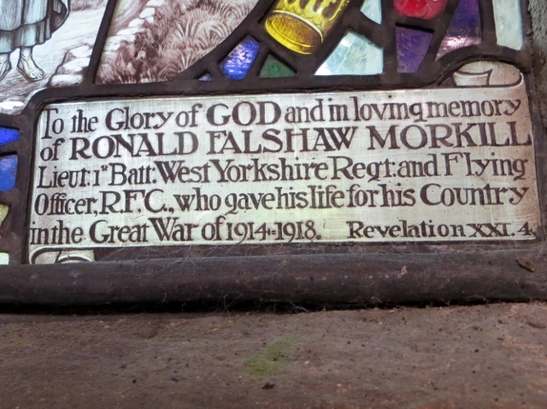 To the Glory of GOD and in loving memory
of RONALD FALSHAW MORKILL
Lieut: 1st Batt: West Yorkshire Regt: and Flying
Officer, R.F.C., who gave his life for his Country
in the Great War of 1914-1918. Revelation XXI. 4.